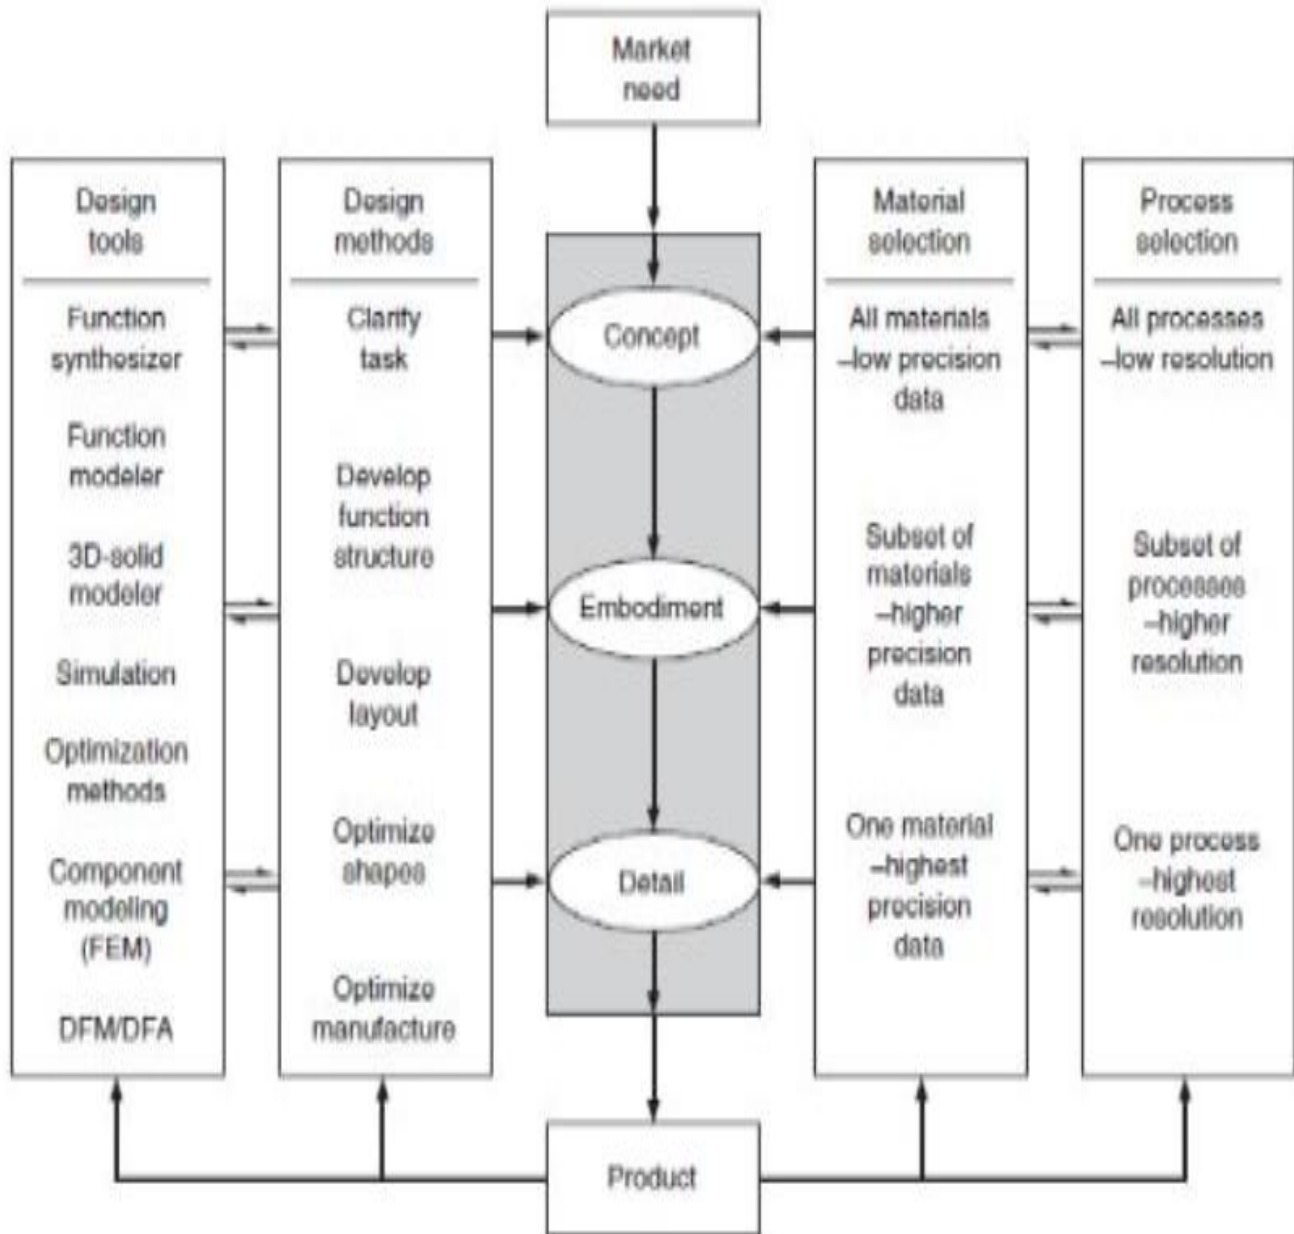 Market
need
Design
tools
Function
synthesizer
Function
modeler
3D-solid
modeler
Simulation
Optimization
methods
Component
modeling
(FEM)
DFM/DFA
Design
methods
Clarify
task
Develop
function
structure
Develop
layout
Optimize
shapes
Optimize
manufacture
Concept
Embodiment
Detail
Product
Material
selection
All materials
–low precision
data
Subset of
materials
–higher
precision
data
One material
–highest
precision
data
Process
selection
All processes
–low resolution
Subset of
processes
–higher
resolution
One process
–highest
resolution